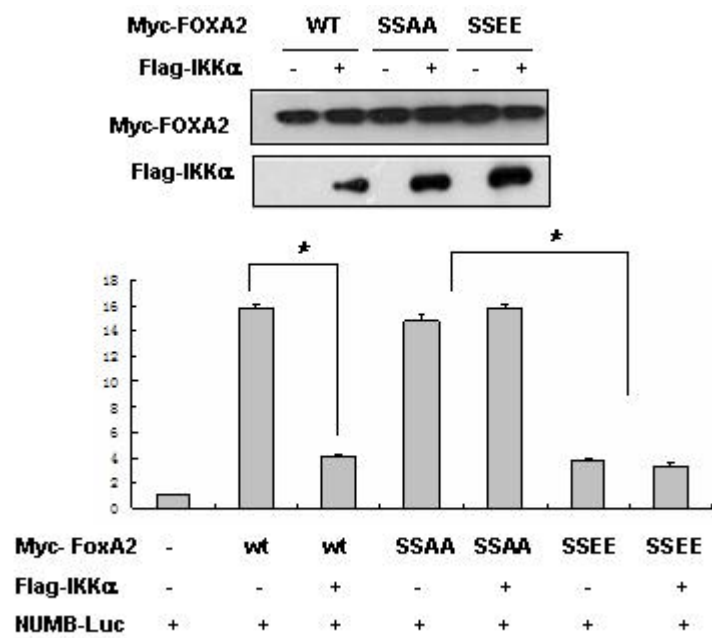 Myc-FOXA2 WT SSAA SSEE
Flag-IKKα - + - + - +
Myc-FOXA2
Flag-IKKα
* *
18
16
14
12
10
8
6
4
2
0
Myc- FoxA2 - wt wt SSAA SSAA SSEE SSEE
Flag-IKKα - - + - + - +
NUMB-Luc + + + + + + +